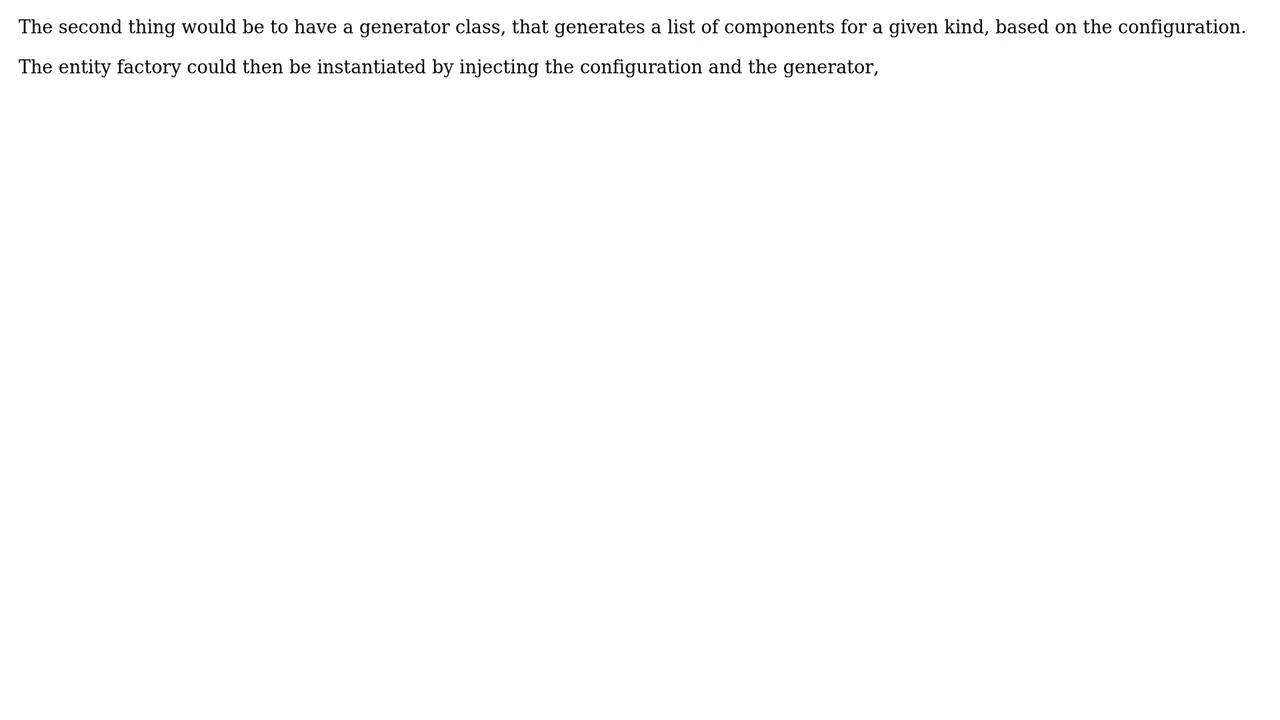 The second thing would be to have a generator class, that generates a list of components for a given kind, based on the configuration.
The entity factory could then be instantiated by injecting the configuration and the generator,